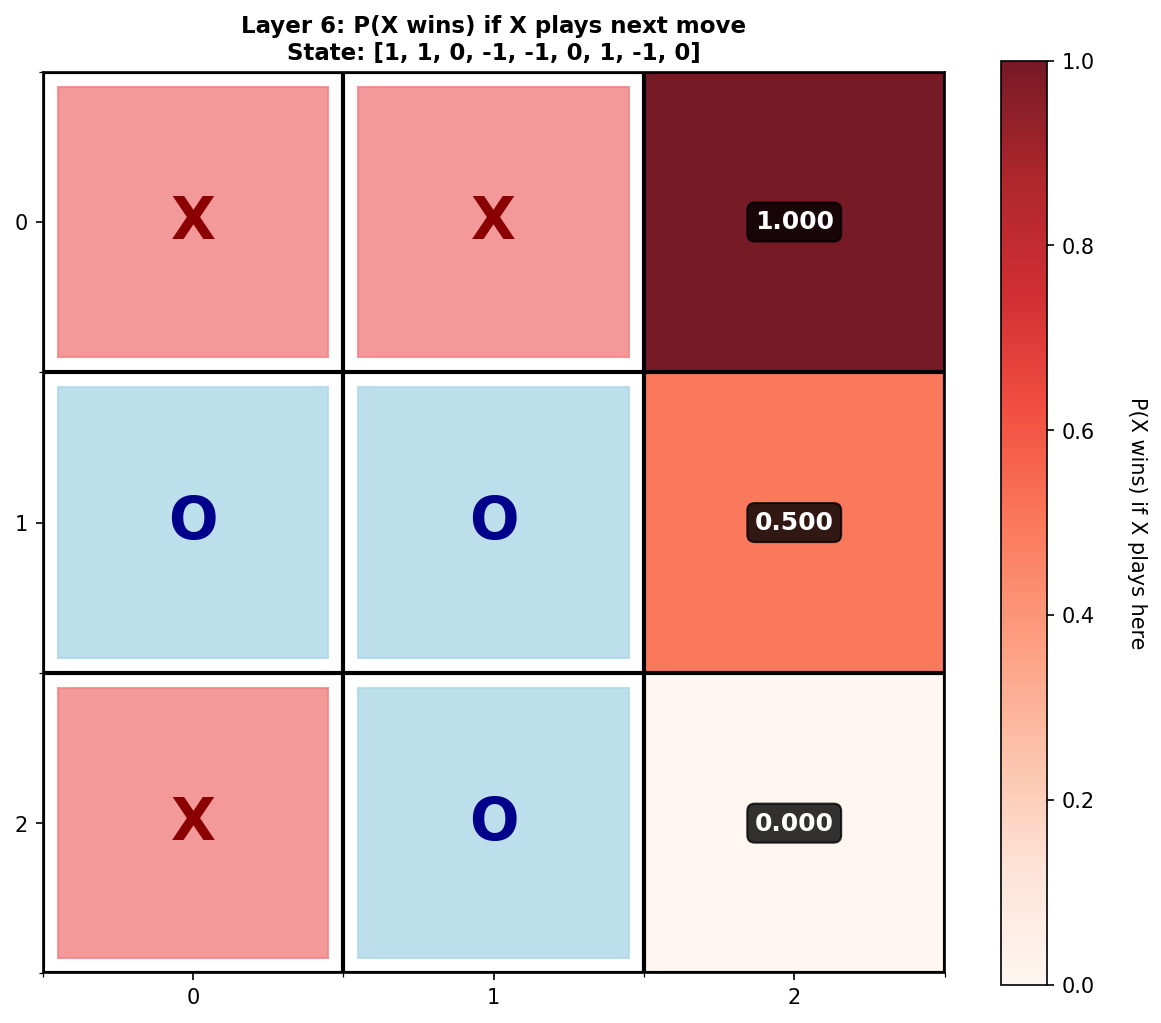 Layer 6: P(X wins) if X plays next move
State: [1, 1, 0, -1, -1, 0, 1, -1, 0]
0
X
X
1.000
1
O
O
0.500
2
X
O
0.000
0
1
2
1.0
0.8
0.6
0.4
0.2
0.0
P(X wins) if X plays here